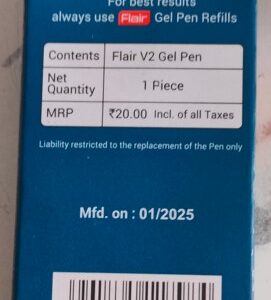 For best results
always use Flair Gel Pen Refills
Contents Flair V2 Gel Pen
Net Quantity 1 Piece
MRP ₹20.00 Incl. of all Taxes
Liability restricted to the replacement of the Pen only
Mfd. on : 01/2025